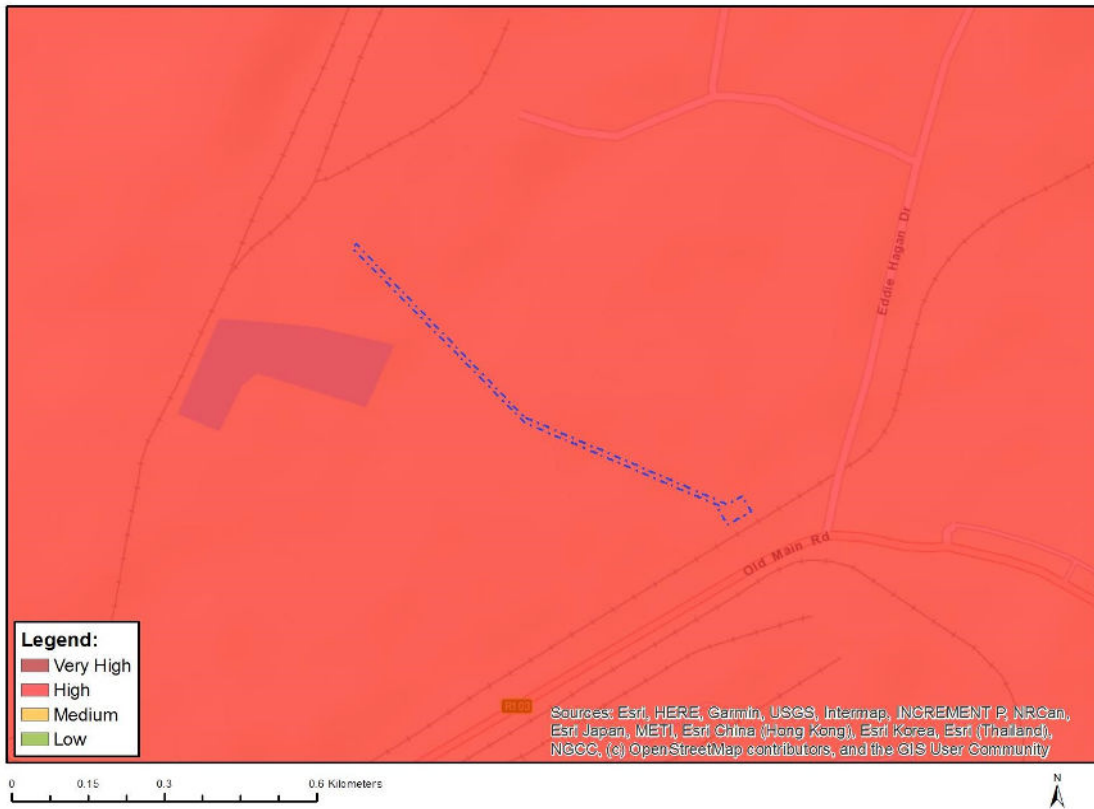 Eddie Hagan Dr
Old Main Rd
R103
Legend:
Very High
High
Medium
Low
Sources: Esri, HERE, Garmin, USGS, Intermap, INCREMENT P, NRCan,
Esri Japan, METI, Esri China (Hong Kong), Esri Korea, Esri (Thailand),
NGCC, (c) OpenStreetMap contributors, and the GIS User Community
0 0.15 0.3 0.6 Kilometers
N